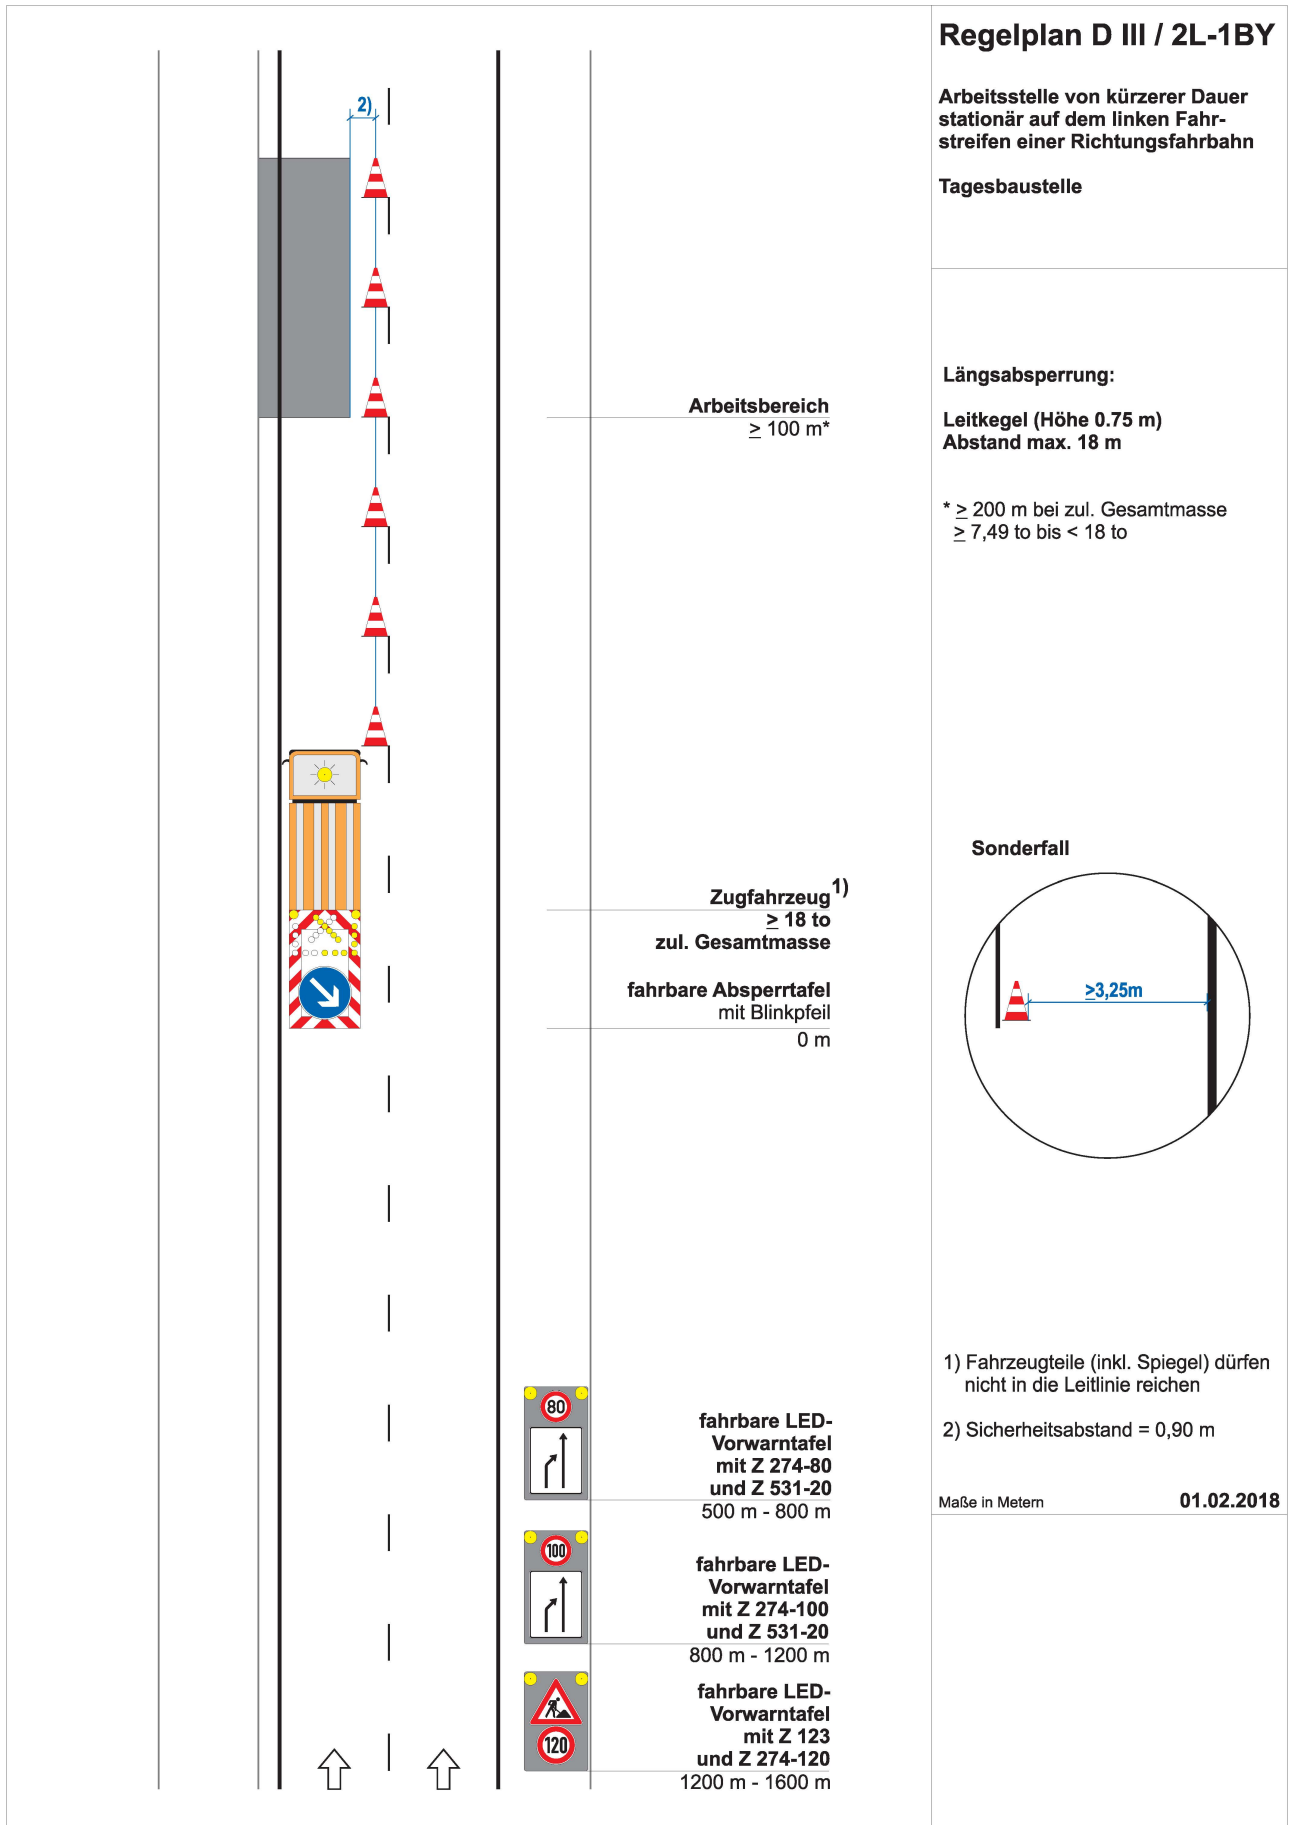 Regelplan D III / 2L-1BY
Arbeitsstelle von kürzerer Dauer
stationär auf dem linken Fahr-
streifen einer Richtungsfahrbahn
Tagesbaustelle
2)
Längsabsperrung:
Leitkegel (Höhe 0.75 m)
Abstand max. 18 m
* ≥ 200 m bei zul. Gesamtmasse
≥ 7,49 to bis < 18 to
Arbeitsbereich
≥ 100 m*
Sonderfall
≥3,25m
Zugfahrzeug 1)
≥ 18 to
zul. Gesamtmasse
fahrbare Absperrtafel
mit Blinkpfeil
0 m
1) Fahrzeugteile (inkl. Spiegel) dürfen
nicht in die Leitlinie reichen
2) Sicherheitsabstand = 0,90 m
Maße in Metern 01.02.2018
80
fahrbare LED-
Vorwarntafel
mit Z 274-80
und Z 531-20
500 m - 800 m
100
fahrbare LED-
Vorwarntafel
mit Z 274-100
und Z 531-20
800 m - 1200 m
120
fahrbare LED-
Vorwarntafel
mit Z 123
und Z 274-120
1200 m - 1600 m